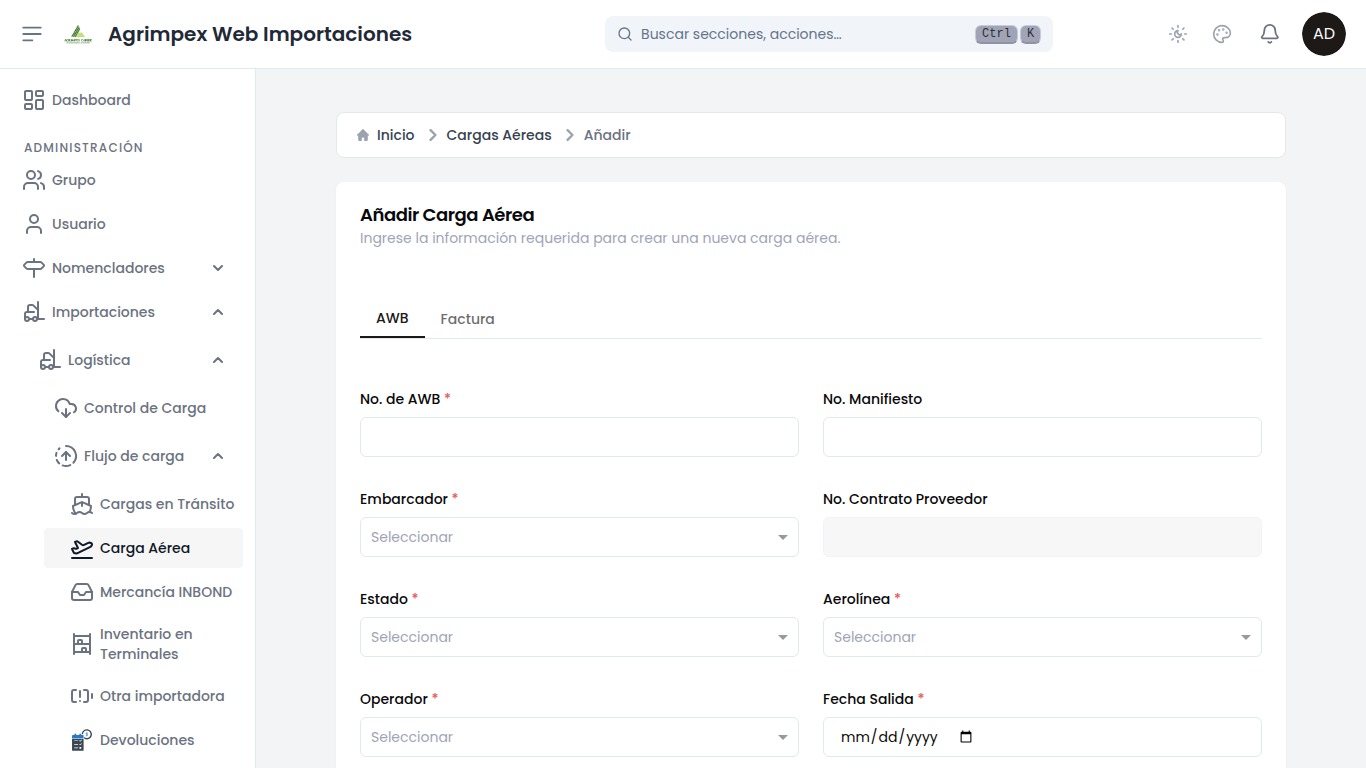 Agrimpex Web Importaciones
Buscar secciones, acciones...
Ctrl K
AD
Dashboard
ADMINISTRACIÓN
Grupo
Usuario
Nomencladores
Importaciones
Logística
Control de Carga
Flujo de carga
Cargas en Tránsito
Carga Aérea
Mercancía INBOND
Inventario en
Terminales
Otra importadora
Devoluciones
Inicio > Cargas Aéreas > Añadir
Añadir Carga Aérea
Ingrese la información requerida para crear una nueva carga aérea.
AWB Factura
No. de AWB * No. Manifiesto
Embarcador * No. Contrato Proveedor
Seleccionar
Estado * Aerolínea *
Seleccionar Seleccionar
Operador * Fecha Salida *
Seleccionar mm/dd/yyyy